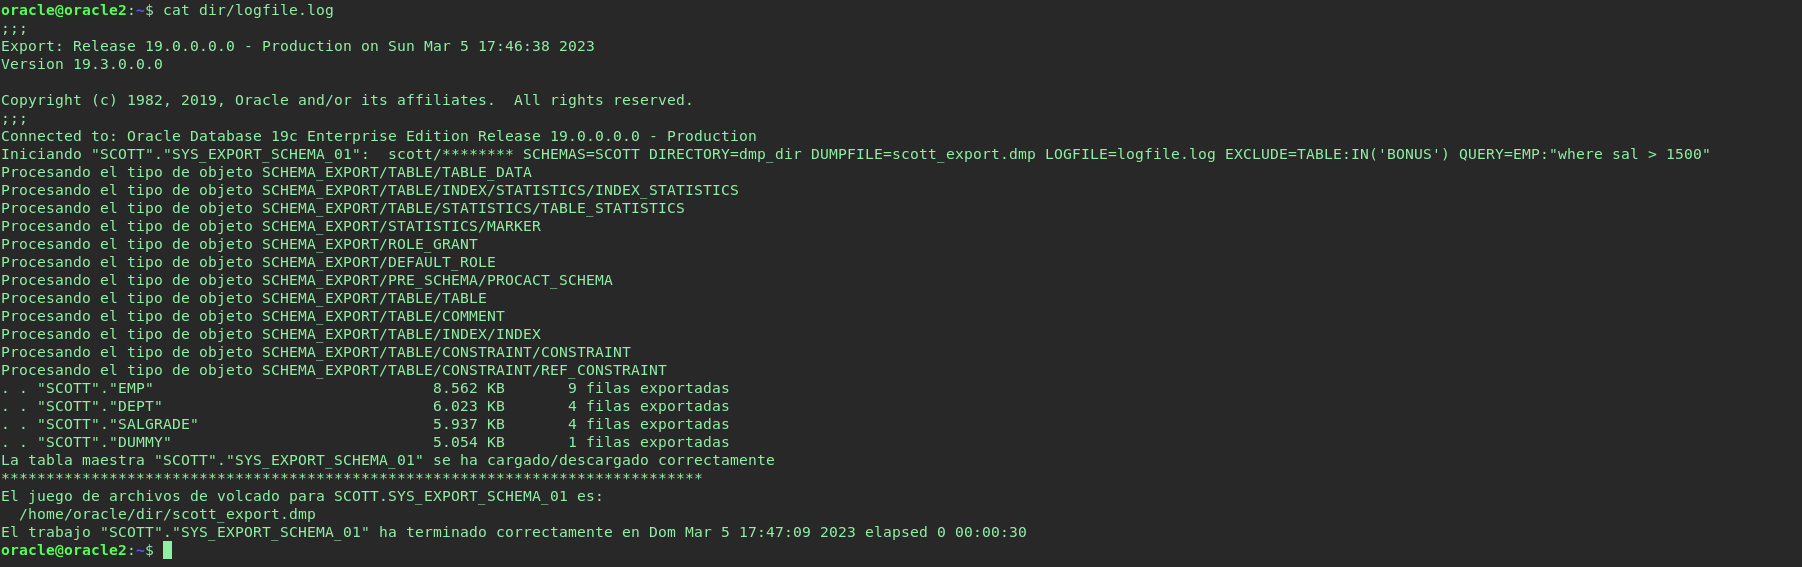 oracle@oracle2:~$ cat dir/logfile.log
;;;
Export: Release 19.0.0.0.0 - Production on Sun Mar 5 17:46:38 2023
Version 19.3.0.0.0
Copyright (c) 1982, 2019, Oracle and/or its affiliates.  All rights reserved.
;;;
Connected to: Oracle Database 19c Enterprise Edition Release 19.0.0.0.0 - Production
Iniciando "SCOTT"."SYS_EXPORT_SCHEMA_01":  scott/******** SCHEMAS=SCOTT DIRECTORY=dmp_dir DUMPFILE=scott_export.dmp LOGFILE=logfile.log EXCLUDE=TABLE:IN('BONUS') QUERY=EMP:"where sal > 1500"
Procesando el tipo de objeto SCHEMA_EXPORT/TABLE/TABLE_DATA
Procesando el tipo de objeto SCHEMA_EXPORT/TABLE/INDEX/STATISTICS/INDEX_STATISTICS
Procesando el tipo de objeto SCHEMA_EXPORT/TABLE/STATISTICS/TABLE_STATISTICS
Procesando el tipo de objeto SCHEMA_EXPORT/STATISTICS/MARKER
Procesando el tipo de objeto SCHEMA_EXPORT/ROLE_GRANT
Procesando el tipo de objeto SCHEMA_EXPORT/DEFAULT_ROLE
Procesando el tipo de objeto SCHEMA_EXPORT/PRE_SCHEMA/PROCACT_SCHEMA
Procesando el tipo de objeto SCHEMA_EXPORT/TABLE/TABLE
Procesando el tipo de objeto SCHEMA_EXPORT/TABLE/COMMENT
Procesando el tipo de objeto SCHEMA_EXPORT/TABLE/INDEX/INDEX
Procesando el tipo de objeto SCHEMA_EXPORT/TABLE/CONSTRAINT/CONSTRAINT
Procesando el tipo de objeto SCHEMA_EXPORT/TABLE/CONSTRAINT/REF_CONSTRAINT
. . "SCOTT"."EMP"                               8.562 KB       9 filas exportadas
. . "SCOTT"."DEPT"                              6.023 KB       4 filas exportadas
. . "SCOTT"."SALGRADE"                          5.937 KB       4 filas exportadas
. . "SCOTT"."DUMMY"                             5.054 KB       1 filas exportadas
La tabla maestra "SCOTT"."SYS_EXPORT_SCHEMA_01" se ha cargado/descargado correctamente
******************************************************************************
El juego de archivos de volcado para SCOTT.SYS_EXPORT_SCHEMA_01 es:
  /home/oracle/dir/scott_export.dmp
El trabajo "SCOTT"."SYS_EXPORT_SCHEMA_01" ha terminado correctamente en Dom Mar 5 17:47:09 2023 elapsed 0 00:00:30
oracle@oracle2:~$